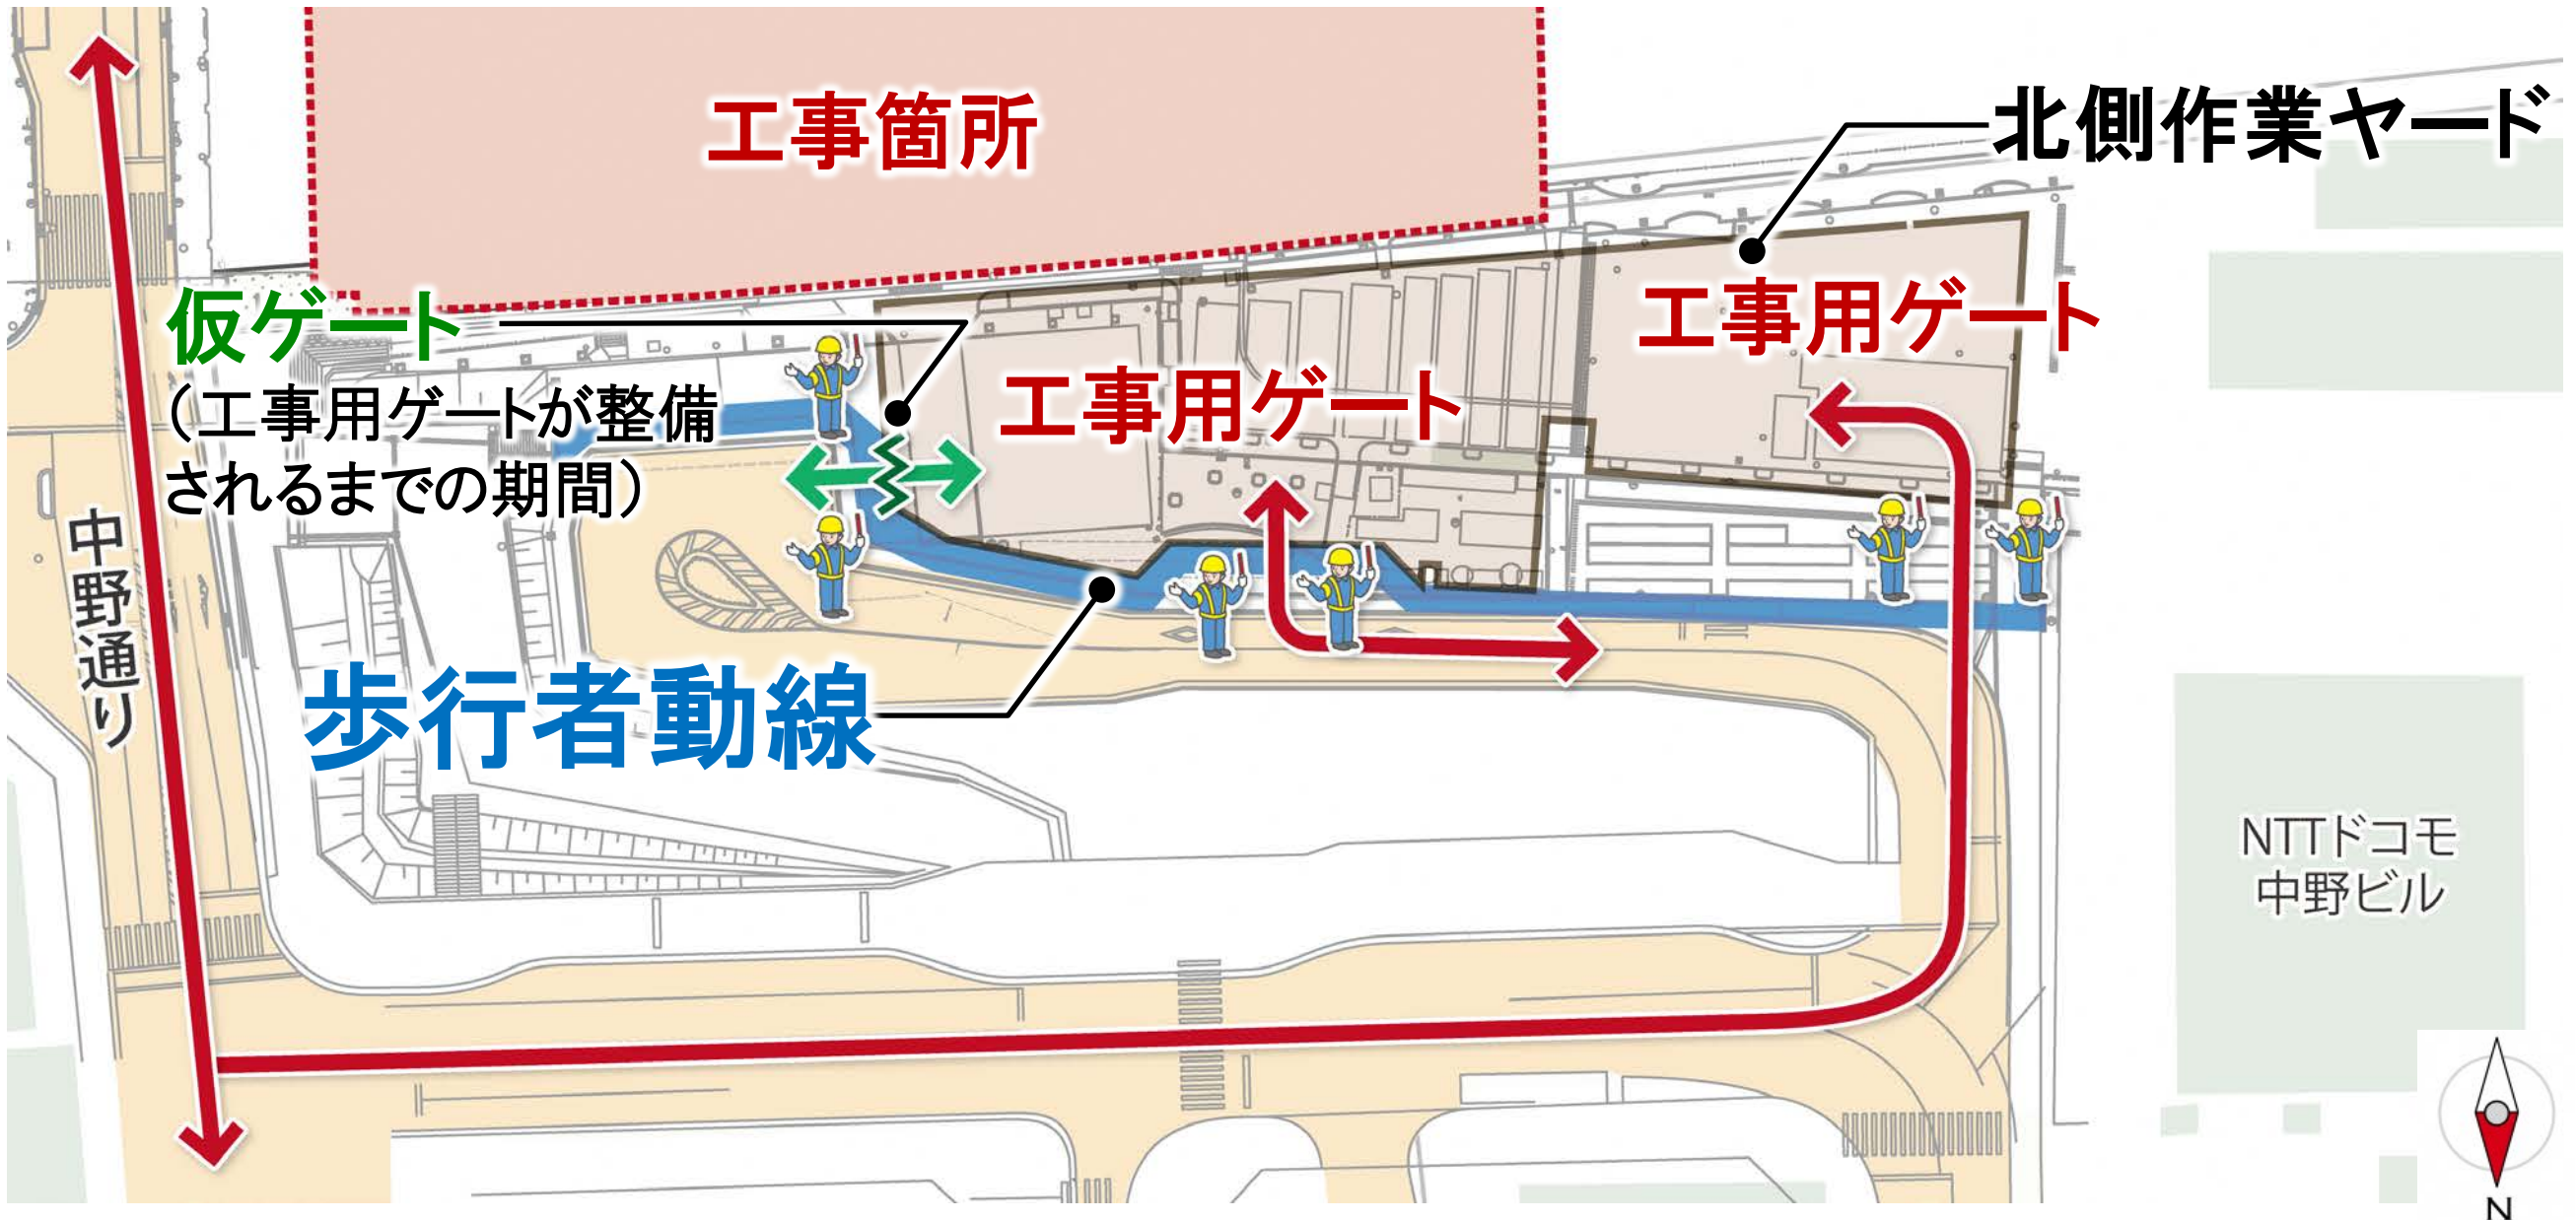 工事箇所
北側作業ヤード
仮ゲート
（工事用ゲートが整備
されるまでの期間）
工事用ゲート
工事用ゲート
中野通り
歩行者動線
NTTドコモ
中野ビル
N